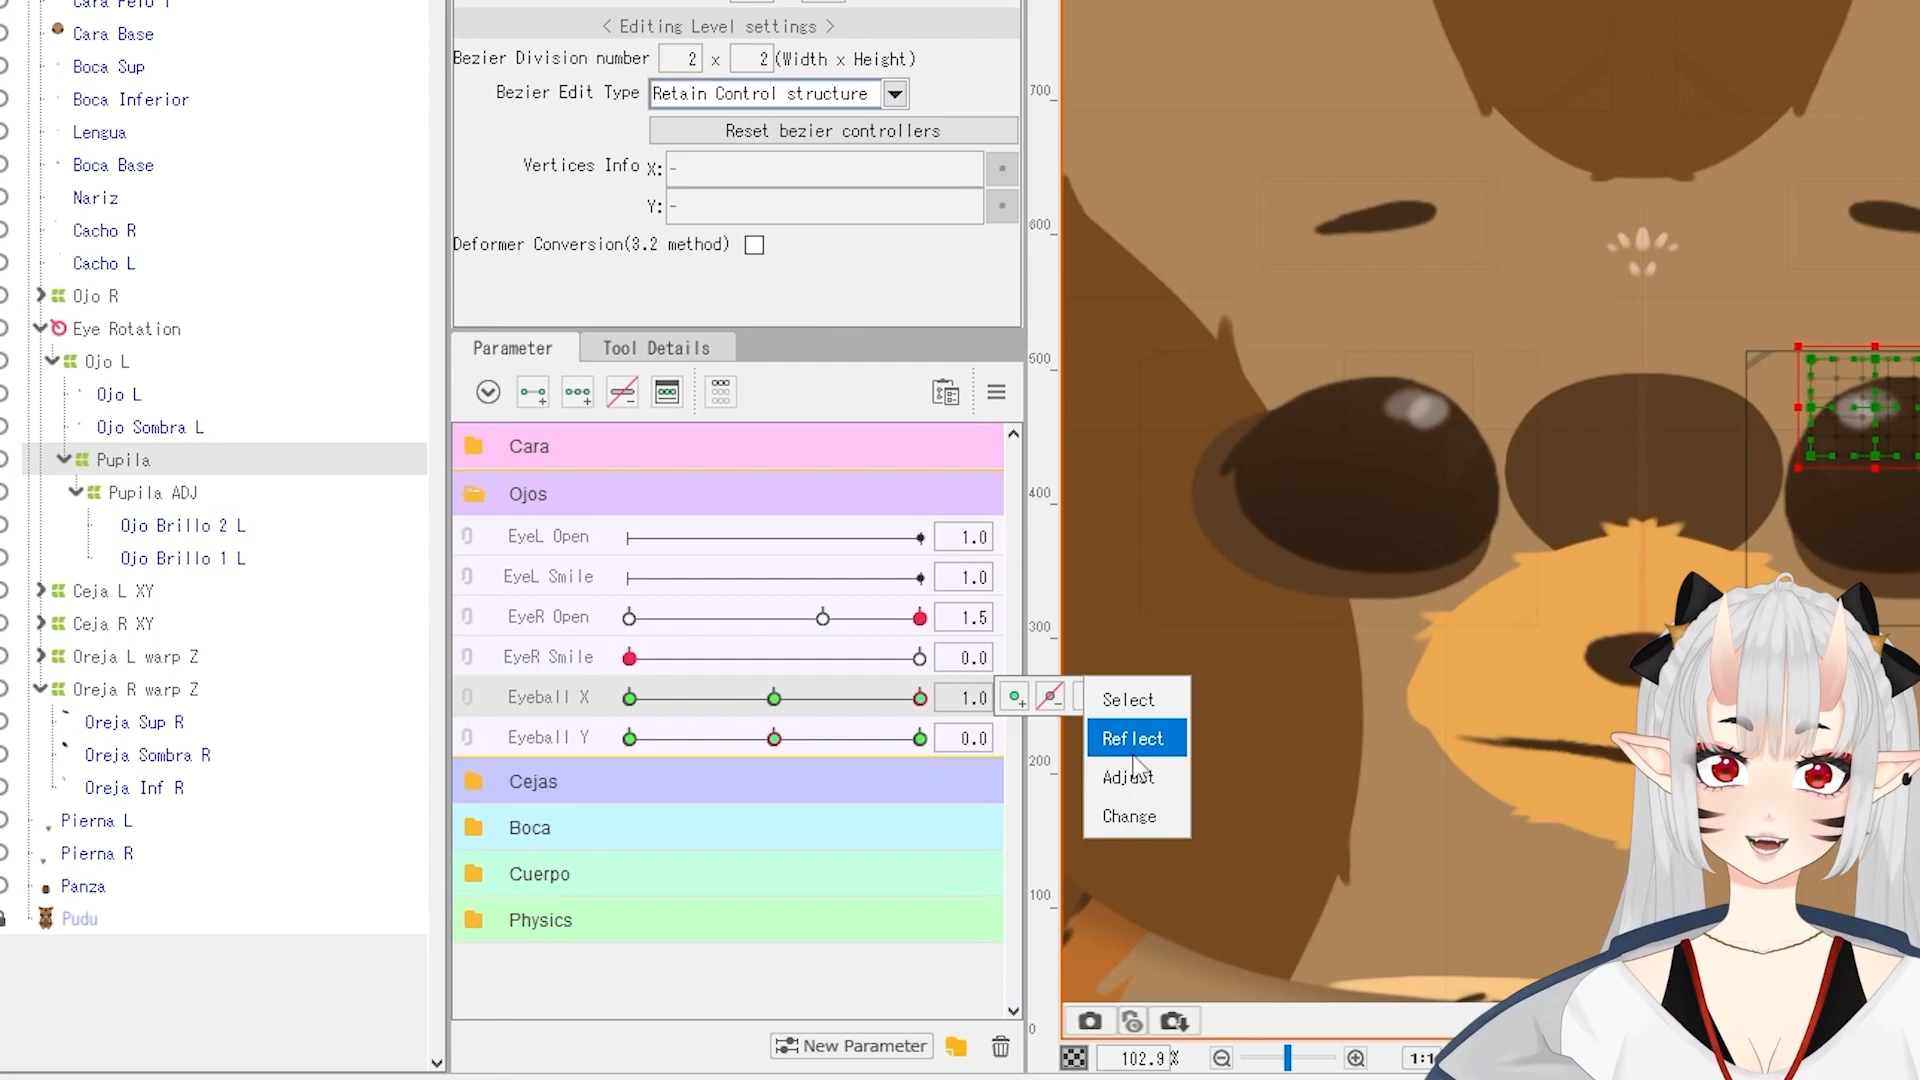 Cara Pelo 1
Cara Base
Boca Sup
Boca Inferior
Lengua
Boca Base
Nariz
Cacho R
Cacho L
Ojo R
Eye Rotation
Ojo L
Ojo L
Ojo Sombra L
Pupila
Pupila ADJ
Ojo Brillo 2 L
Ojo Brillo 1 L
Ceja L XY
Ceja R XY
Oreja L warp Z
Oreja R warp Z
Oreja Sup R
Oreja Sombra R
Oreja Inf R
Pierna L
Pierna R
Panza
Pudu
< Editing Level settings >
Bezier Division number 2 x 2 (Width x Height)
Bezier Edit Type Retain Control structure
Reset bezier controllers
Vertices Info X: -
Y: -
Deformer Conversion(3.2 method)
Parameter Tool Details
Cara
Ojos
EyeL Open 1.0
EyeL Smile 1.0
EyeR Open 1.5
EyeR Smile 0.0
Eyeball X 1.0
Eyeball Y 0.0
Cejas
Boca
Cuerpo
Physics
New Parameter
700
600
500
400
300
200
100
0
Select
Reflect
Adjust
Change
102.9 %
1:1